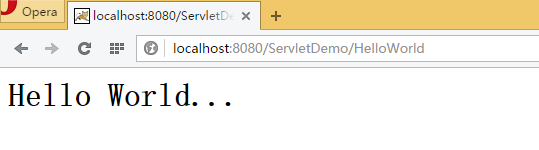 Opera
localhost:8080/ServletDe
localhost:8080/ServletDemo/HelloWorld
Hello World...